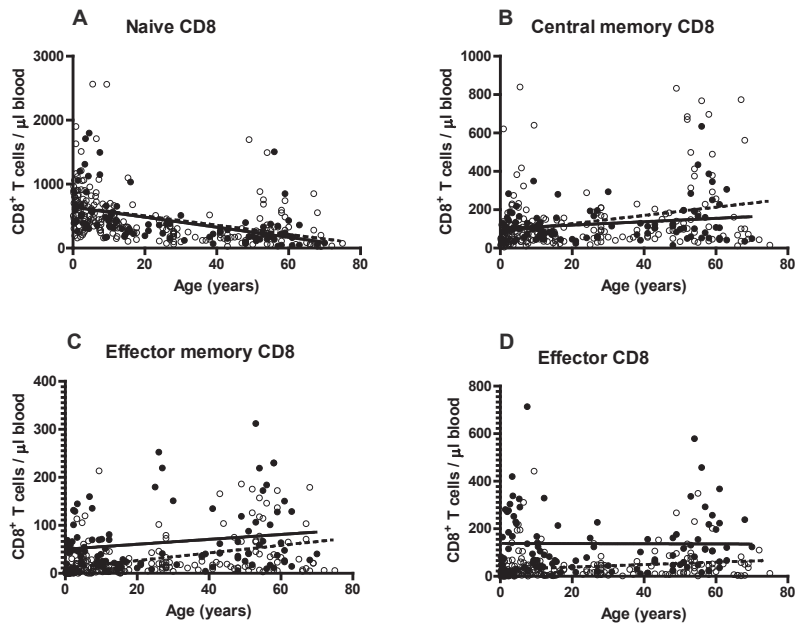 A
Naive CD8
CD8⁺ T cells / µl blood
3000
2000
1000
0
0 20 40 60 80
Age (years)
B
Central memory CD8
CD8⁺ T cells / µl blood
1000
800
600
400
200
0
0 20 40 60 80
Age (years)
C
Effector memory CD8
CD8⁺ T cells / µl blood
400
300
200
100
0
0 20 40 60 80
Age (years)
D
Effector CD8
CD8⁺ T cells / µl blood
800
600
400
200
0
0 20 40 60 80
Age (years)